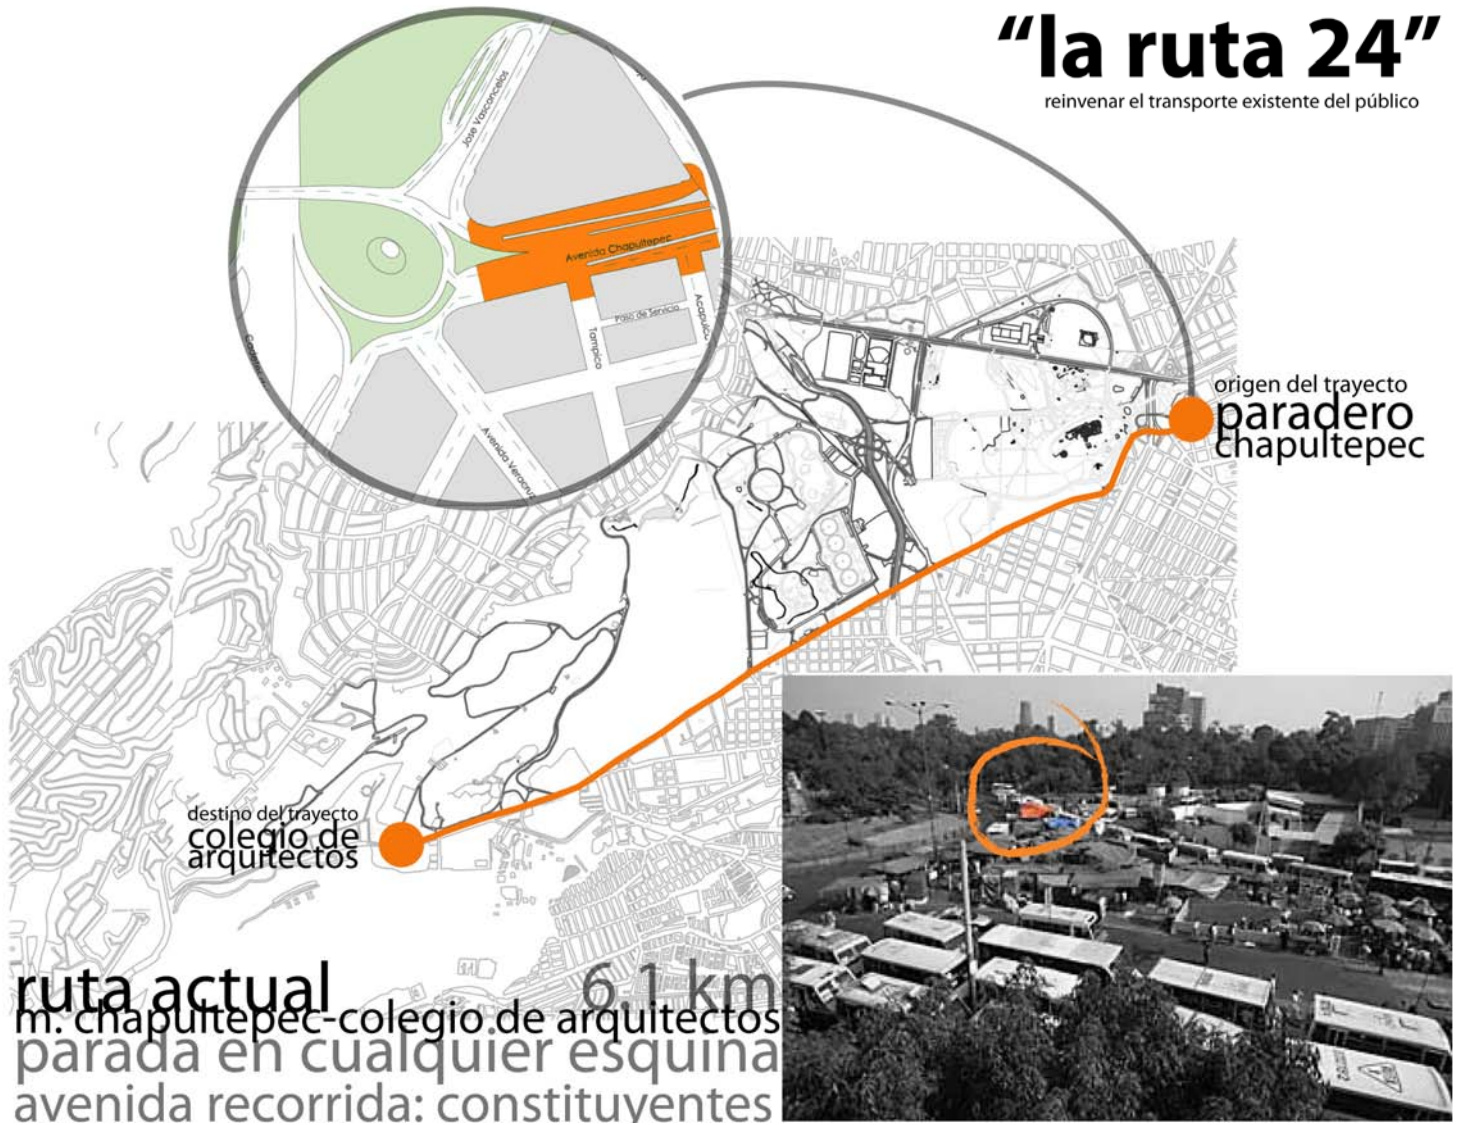 “la ruta 24”
reinvenar el transporte existente del público
Jose Vasconcelos
Avenida Chapultepec
Paso de Servicio
Acapulco
Tampico
Avenida Veracruz
origen del trayecto
paradero
chapultepec
destino del trayecto
colegio de
arquitectos
ruta actual 6.1 km
m. chapultepec-colegio de arquitectos
parada en cualquier esquina
avenida recorrida: constituyentes